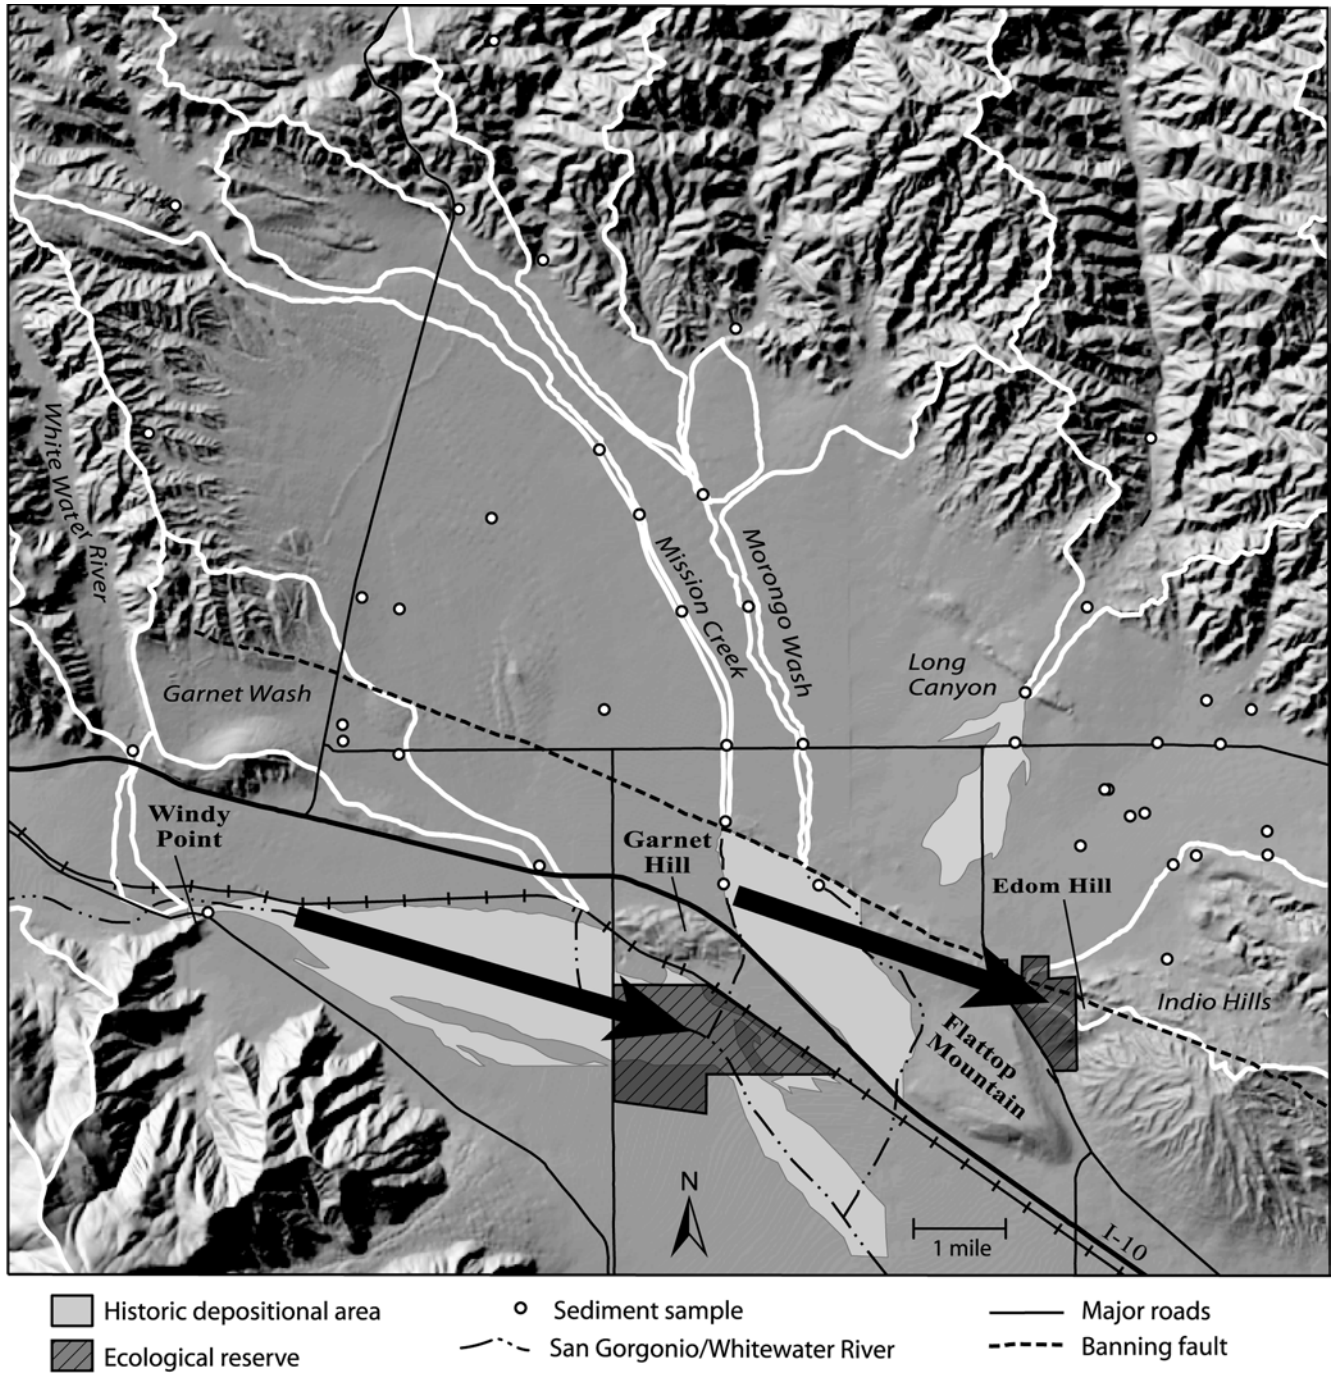 White Water River
Mission Creek
Morongo Wash
Long
Canyon
Garnet Wash
Windy
Point
Garnet
Hill
Edom Hill
Indio Hills
Flattop
Mountain
N
1 mile
I-10
Historic depositional area
Sediment sample
Major roads
Ecological reserve
San Gorgonio/Whitewater River
Banning fault